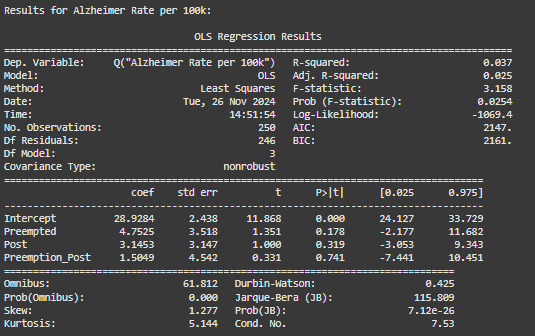 Results for Alzheimer Rate per 100k:
OLS Regression Results
==============================================================================
Dep. Variable: Q("Alzheimer Rate per 100k") R-squared: 0.037
Model: OLS Adj. R-squared: 0.025
Method: Least Squares F-statistic: 3.158
Date: Tue, 26 Nov 2024 Prob (F-statistic): 0.0254
Time: 14:51:54 Log-Likelihood: -1069.4
No. Observations: 250 AIC: 2147.
Df Residuals: 246 BIC: 2161.
Df Model: 3
Covariance Type: nonrobust
==============================================================================
coef std err t P>|t| [0.025 0.975]
------------------------------------------------------------------------------
Intercept 28.9284 2.438 11.868 0.000 24.127 33.729
Preempted 4.7525 3.518 1.351 0.178 -2.177 11.682
Post 3.1453 3.147 1.000 0.319 -3.053 9.343
Preemption_Post 1.5049 4.542 0.331 0.741 -7.441 10.451
==============================================================================
Omnibus: 61.812 Durbin-Watson: 0.425
Prob(Omnibus): 0.000 Jarque-Bera (JB): 115.809
Skew: 1.277 Prob(JB): 7.12e-26
Kurtosis: 5.144 Cond. No. 7.53